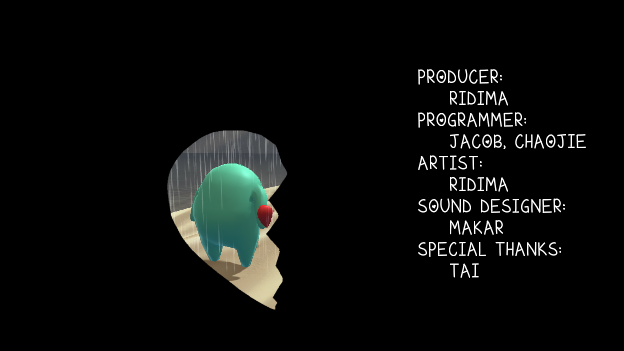 PRODUCER:
RIDIMA
PROGRAMMER:
JACOB, CHAOJIE
ARTIST:
RIDIMA
SOUND DESIGNER:
MAKAR
SPECIAL THANKS:
TAI